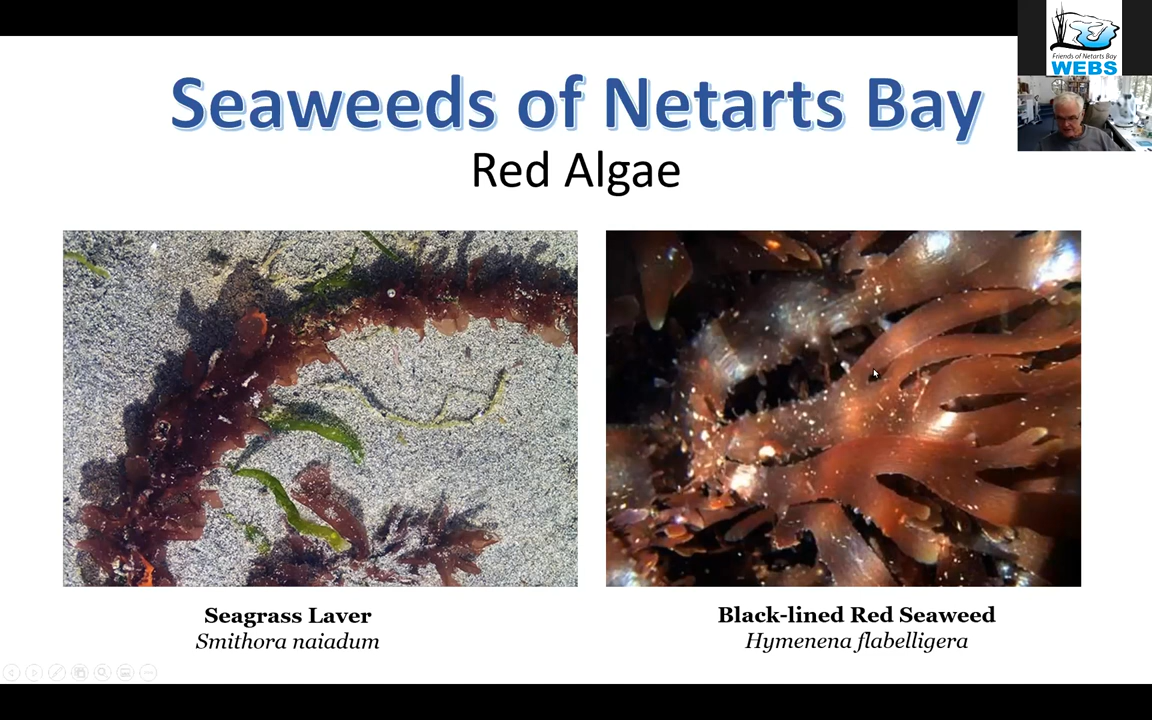 Seaweeds of Netarts Bay
Red Algae
Friends of Netarts Bay
WEBS
Seagrass Laver
Smithora naiadum
Black-lined Red Seaweed
Hymenena flabelligera